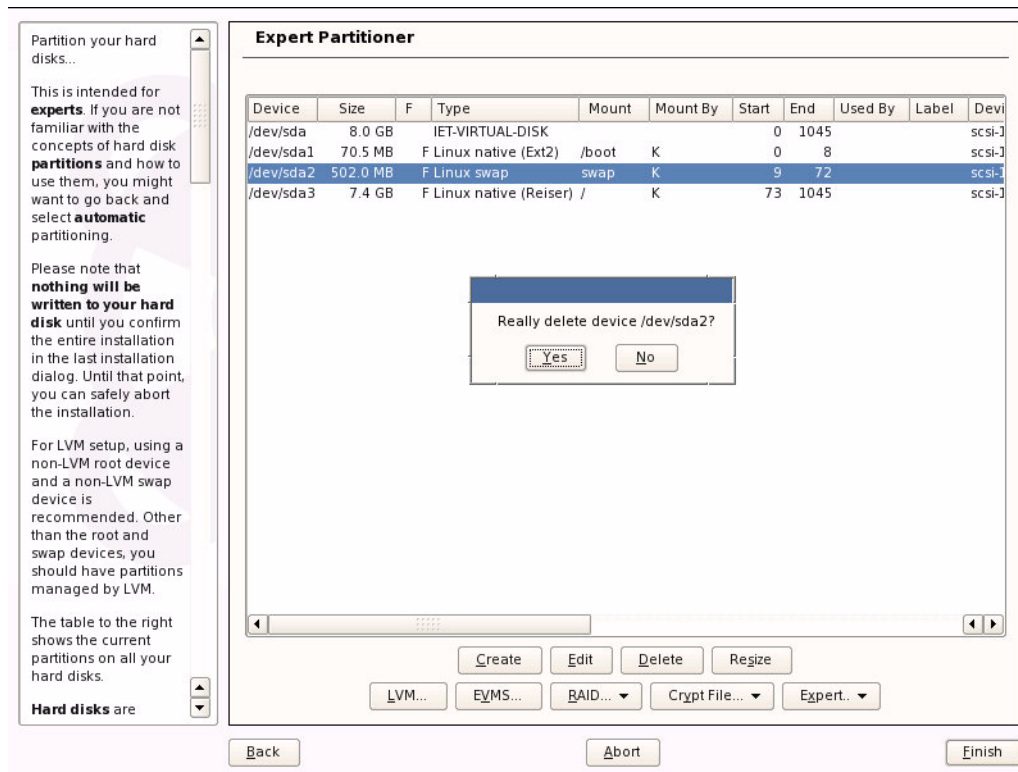 Partition your hard
disks...
This is intended for
experts. If you are not
familiar with the
concepts of hard disk
partitions and how to
use them, you might
want to go back and
select automatic
partitioning.
Please note that
nothing will be
written to your hard
disk until you confirm
the entire installation
in the last installation
dialog. Until that point,
you can safely abort
the installation.
For LVM setup, using a
non-LVM root device
and a non-LVM swap
device is
recommended. Other
than the root and
swap devices, you
should have partitions
managed by LVM.
The table to the right
shows the current
partitions on all your
hard disks.
Hard disks are
Expert Partitioner
Device Size F Type Mount Mount By Start End Used By Label Devi
/dev/sda 8.0 GB IET-VIRTUAL-DISK 0 1045 scsi-1
/dev/sda1 70.5 MB F Linux native (Ext2) /boot K 0 8 scsi-1
/dev/sda2 502.0 MB F Linux swap swap K 9 72 scsi-1
/dev/sda3 7.4 GB F Linux native (Reiser) / K 73 1045 scsi-1
Really delete device /dev/sda2?
Yes No
Create Edit Delete Resize
LVM... EVMS... RAID... Crypt File... Expert..
Back Abort Finish